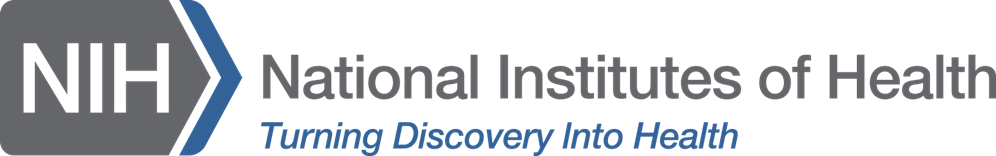 NIH
National Institutes of Health
Turning Discovery Into Health